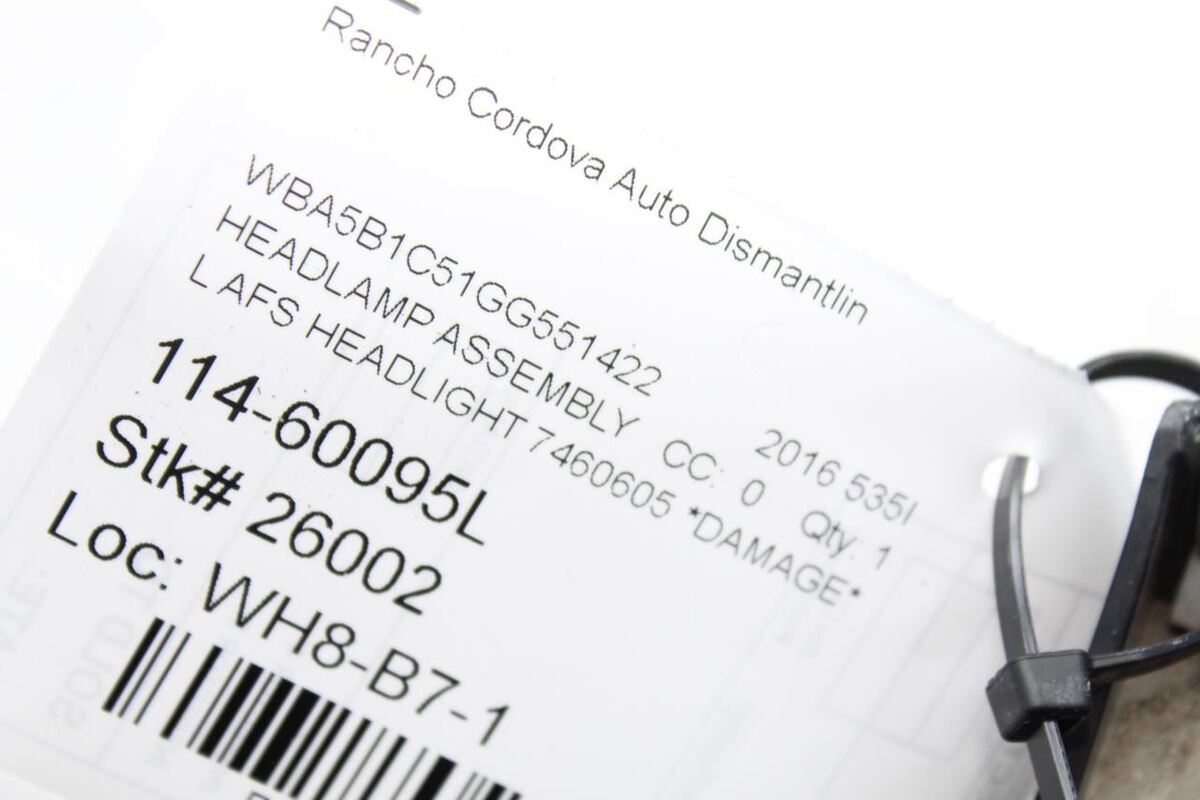 Rancho Cordova Auto Dismantlin
WBA5B1C51GG551422 2016 535I
HEADLAMP ASSEMBLY CC: 0 Qty: 1
L AFS HEADLIGHT 7460605 *DAMAGE*
114-60095L
Stk# 26002
Loc: WH8-B7-1